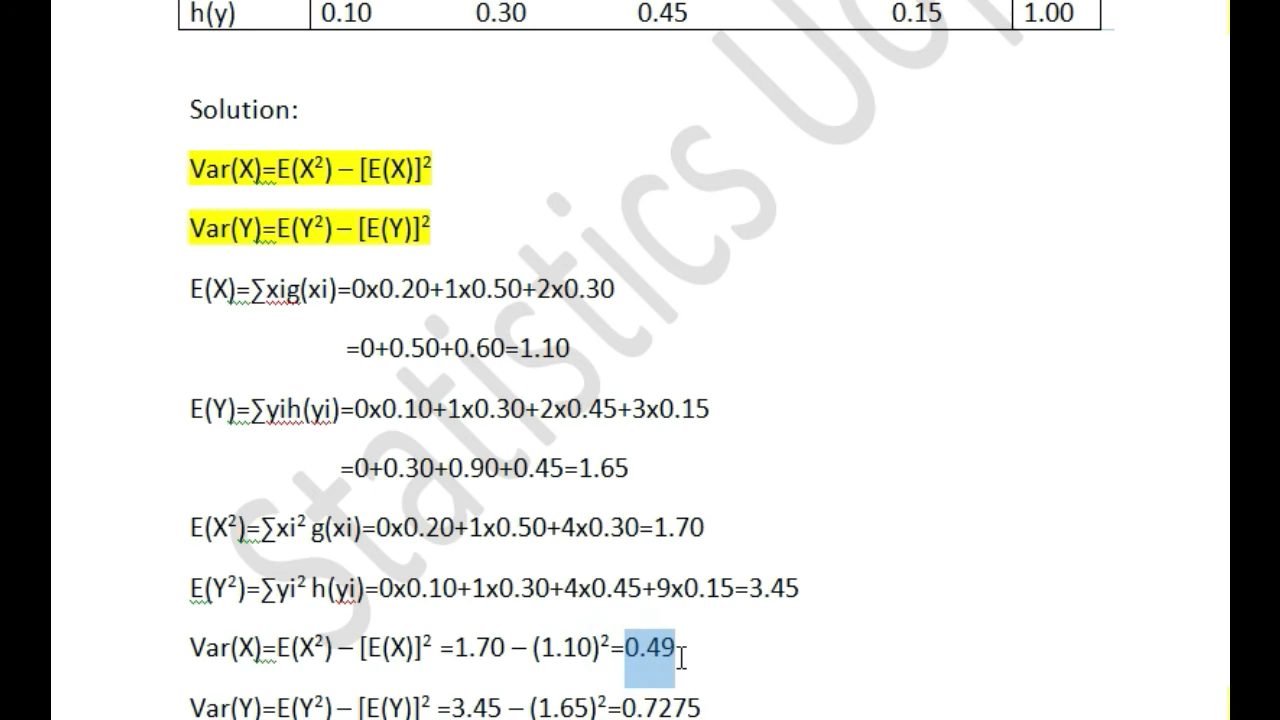 h(y) 0.10 0.30 0.45 0.15 1.00
Solution:
Var(X)=E(X²) – [E(X)]²
Var(Y)=E(Y²) – [E(Y)]²
E(X)=∑xig(xi)=0x0.20+1x0.50+2x0.30
=0+0.50+0.60=1.10
E(Y)=∑yih(yi)=0x0.10+1x0.30+2x0.45+3x0.15
=0+0.30+0.90+0.45=1.65
E(X²)=∑xi² g(xi)=0x0.20+1x0.50+4x0.30=1.70
E(Y²)=∑yi² h(yi)=0x0.10+1x0.30+4x0.45+9x0.15=3.45
Var(X)=E(X²) – [E(X)]² =1.70 – (1.10)²=0.49
Var(Y)=E(Y²) – [E(Y)]² =3.45 – (1.65)²=0.7275
Statistics